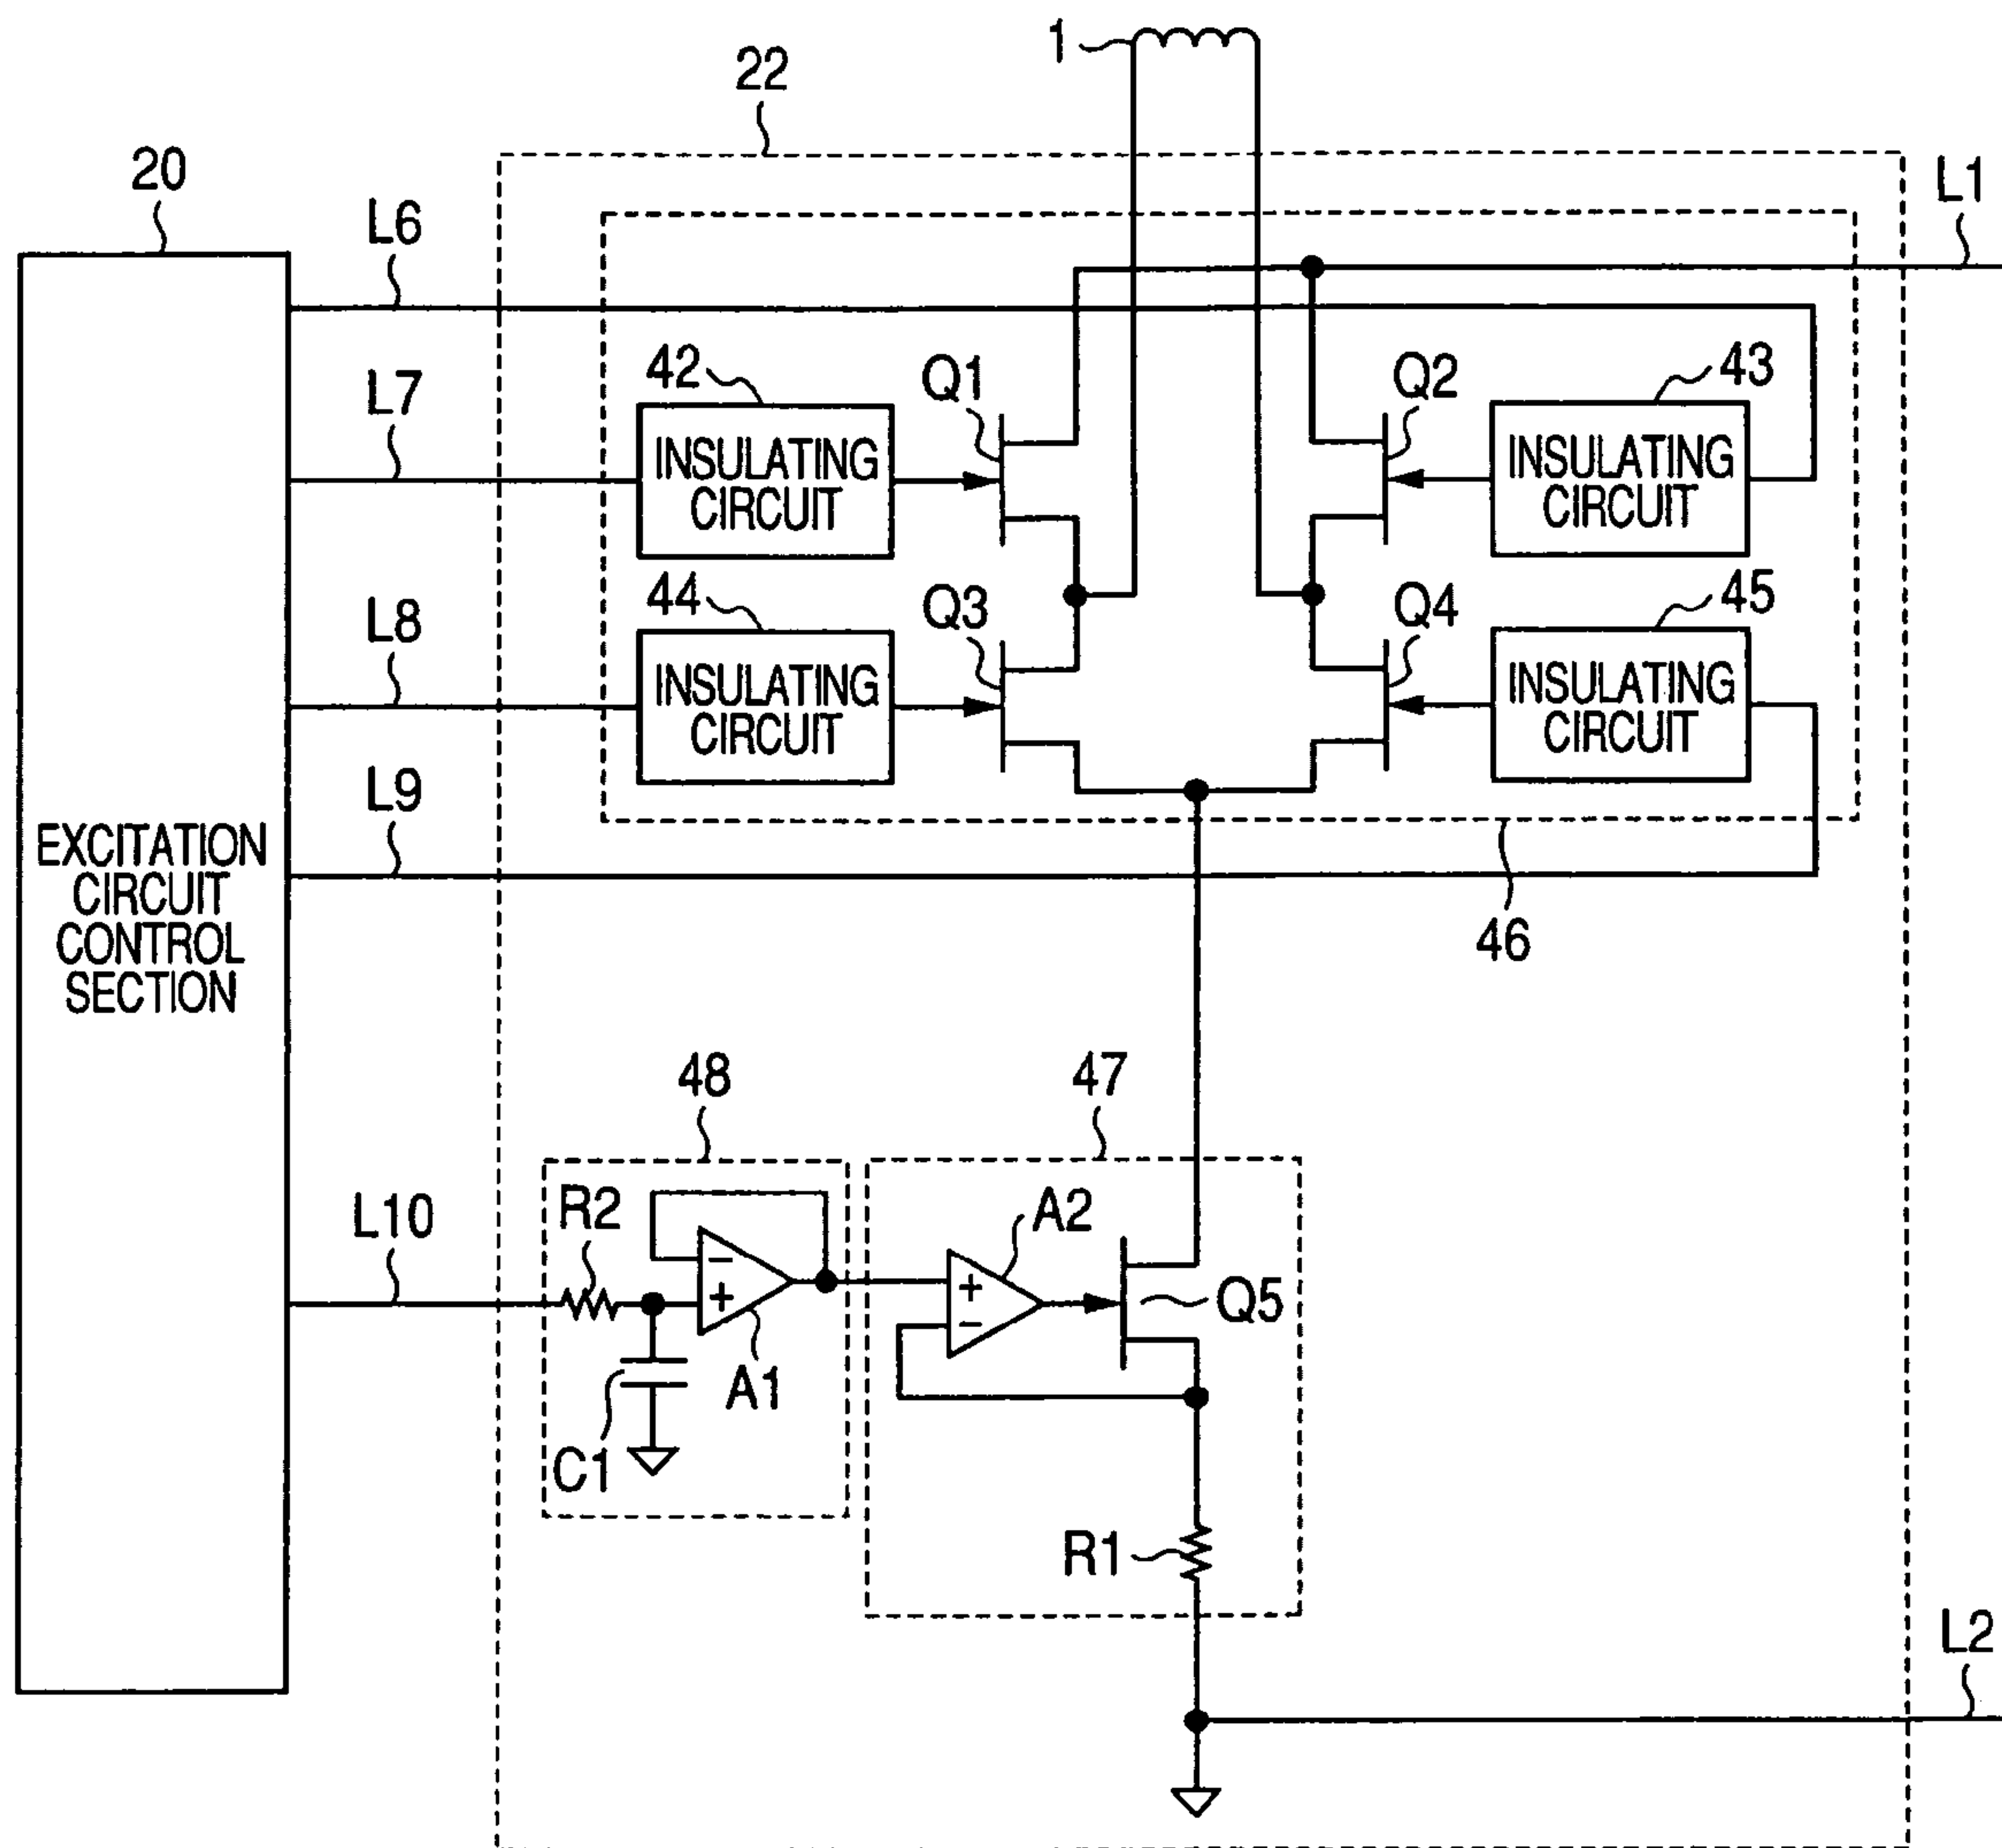 1
22
20
L6
L1
L7
42
Q1
Q2
43
INSULATING
CIRCUIT
INSULATING
CIRCUIT
L8
44
Q3
Q4
45
INSULATING
CIRCUIT
INSULATING
CIRCUIT
L9
EXCITATION
CIRCUIT
CONTROL
SECTION
46
48
47
L10
R2
A2
−
+
+
−
Q5
A1
C1
R1
L2